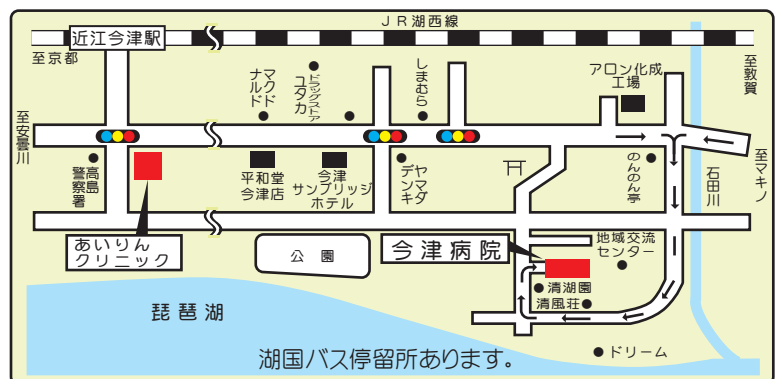 JR湖西線
近江今津駅
至京都
至敦賀
マクド
ナルド
ドラッグストア
ユタカ
しまむら
アロン化成
工場
至安曇川
至マキノ
高島
警察署
平和堂
今津店
今津
サンブリッジ
ホテル
ヤマダ
デンキ
のんのん亭
石田川
あいりん
クリニック
公園
今津病院
地域交流
センター
清湖園
清風荘
琵琶湖
湖国バス停留所あります。
ドリーム